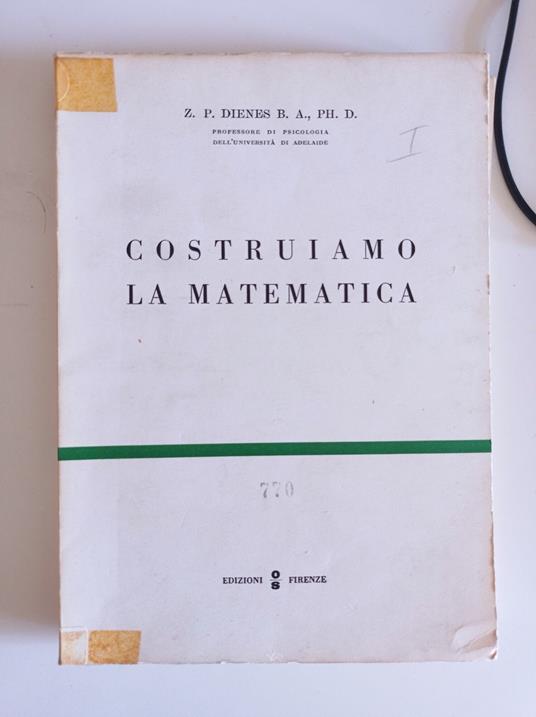 Z. P. DIENES B. A., PH. D.
PROFESSORE DI PSICOLOGIA
DELL'UNIVERSITÀ DI ADELAIDE
I
COSTRUIAMO
LA MATEMATICA
770
EDIZIONI OS FIRENZE